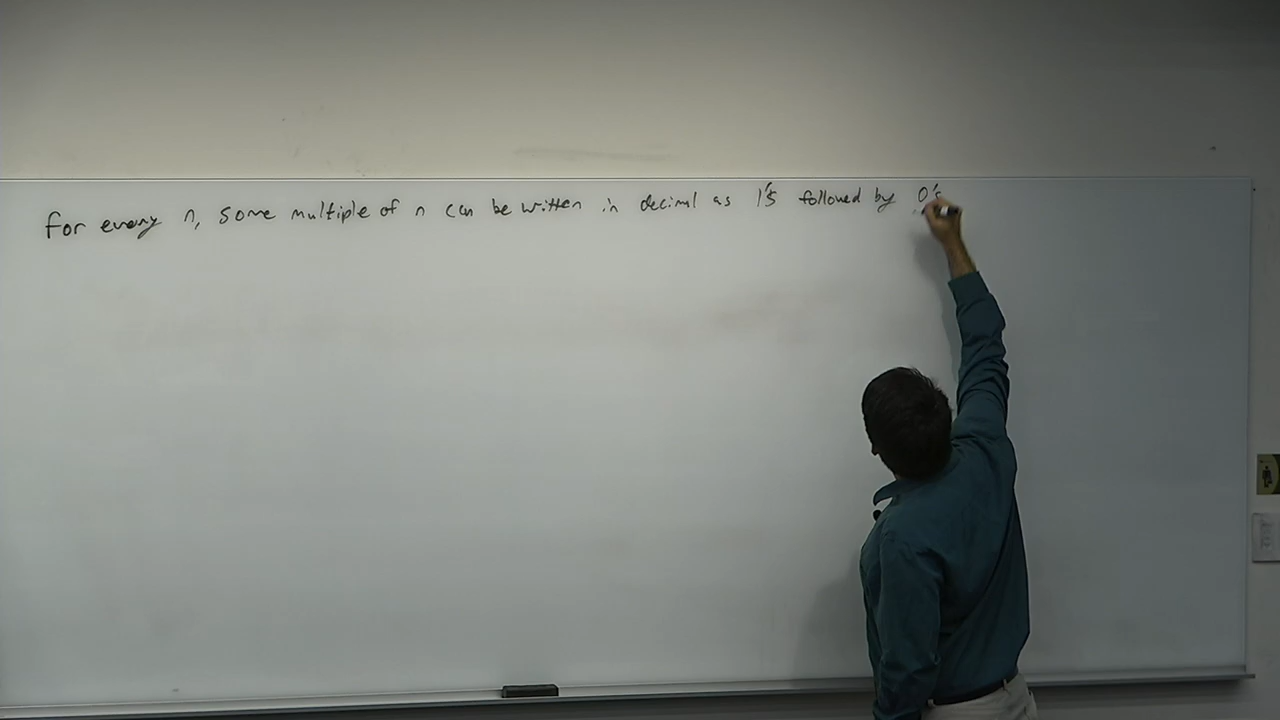 for every n, some multiple of n can be written in decimal as 1's followed by 0's